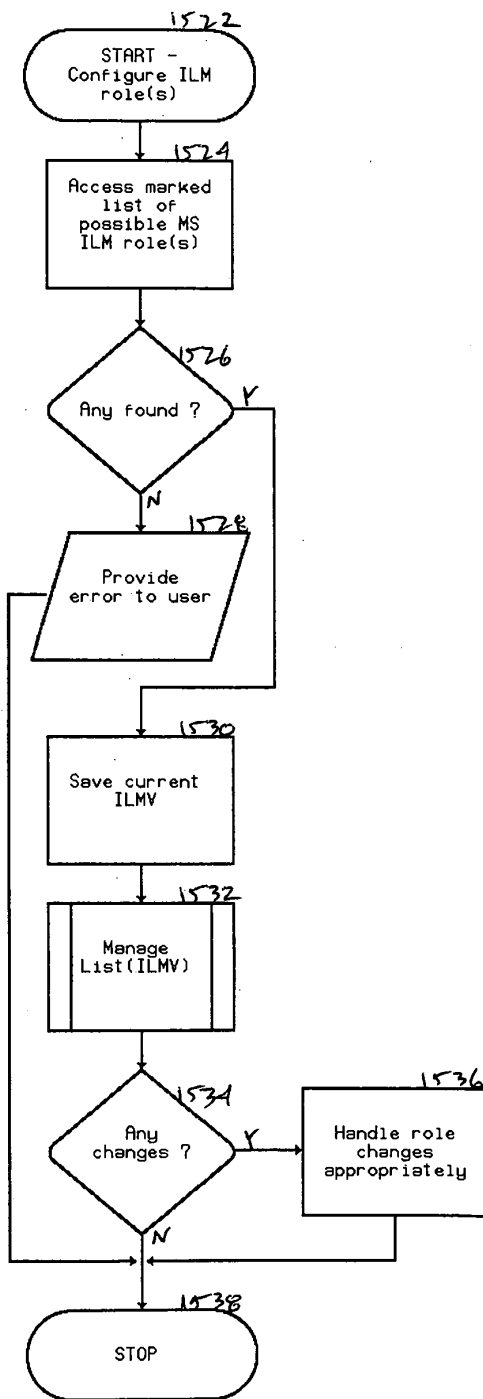 1522
START -
Configure ILM
role(s)
1524
Access marked
list of
possible MS
ILM role(s)
1526
Any found ?
Y
N
1528
Provide
error to user
1530
Save current
ILMV
1532
Manage
List(ILMV)
1534
Any
changes ?
Y
N
1536
Handle role
changes
appropriately
1538
STOP